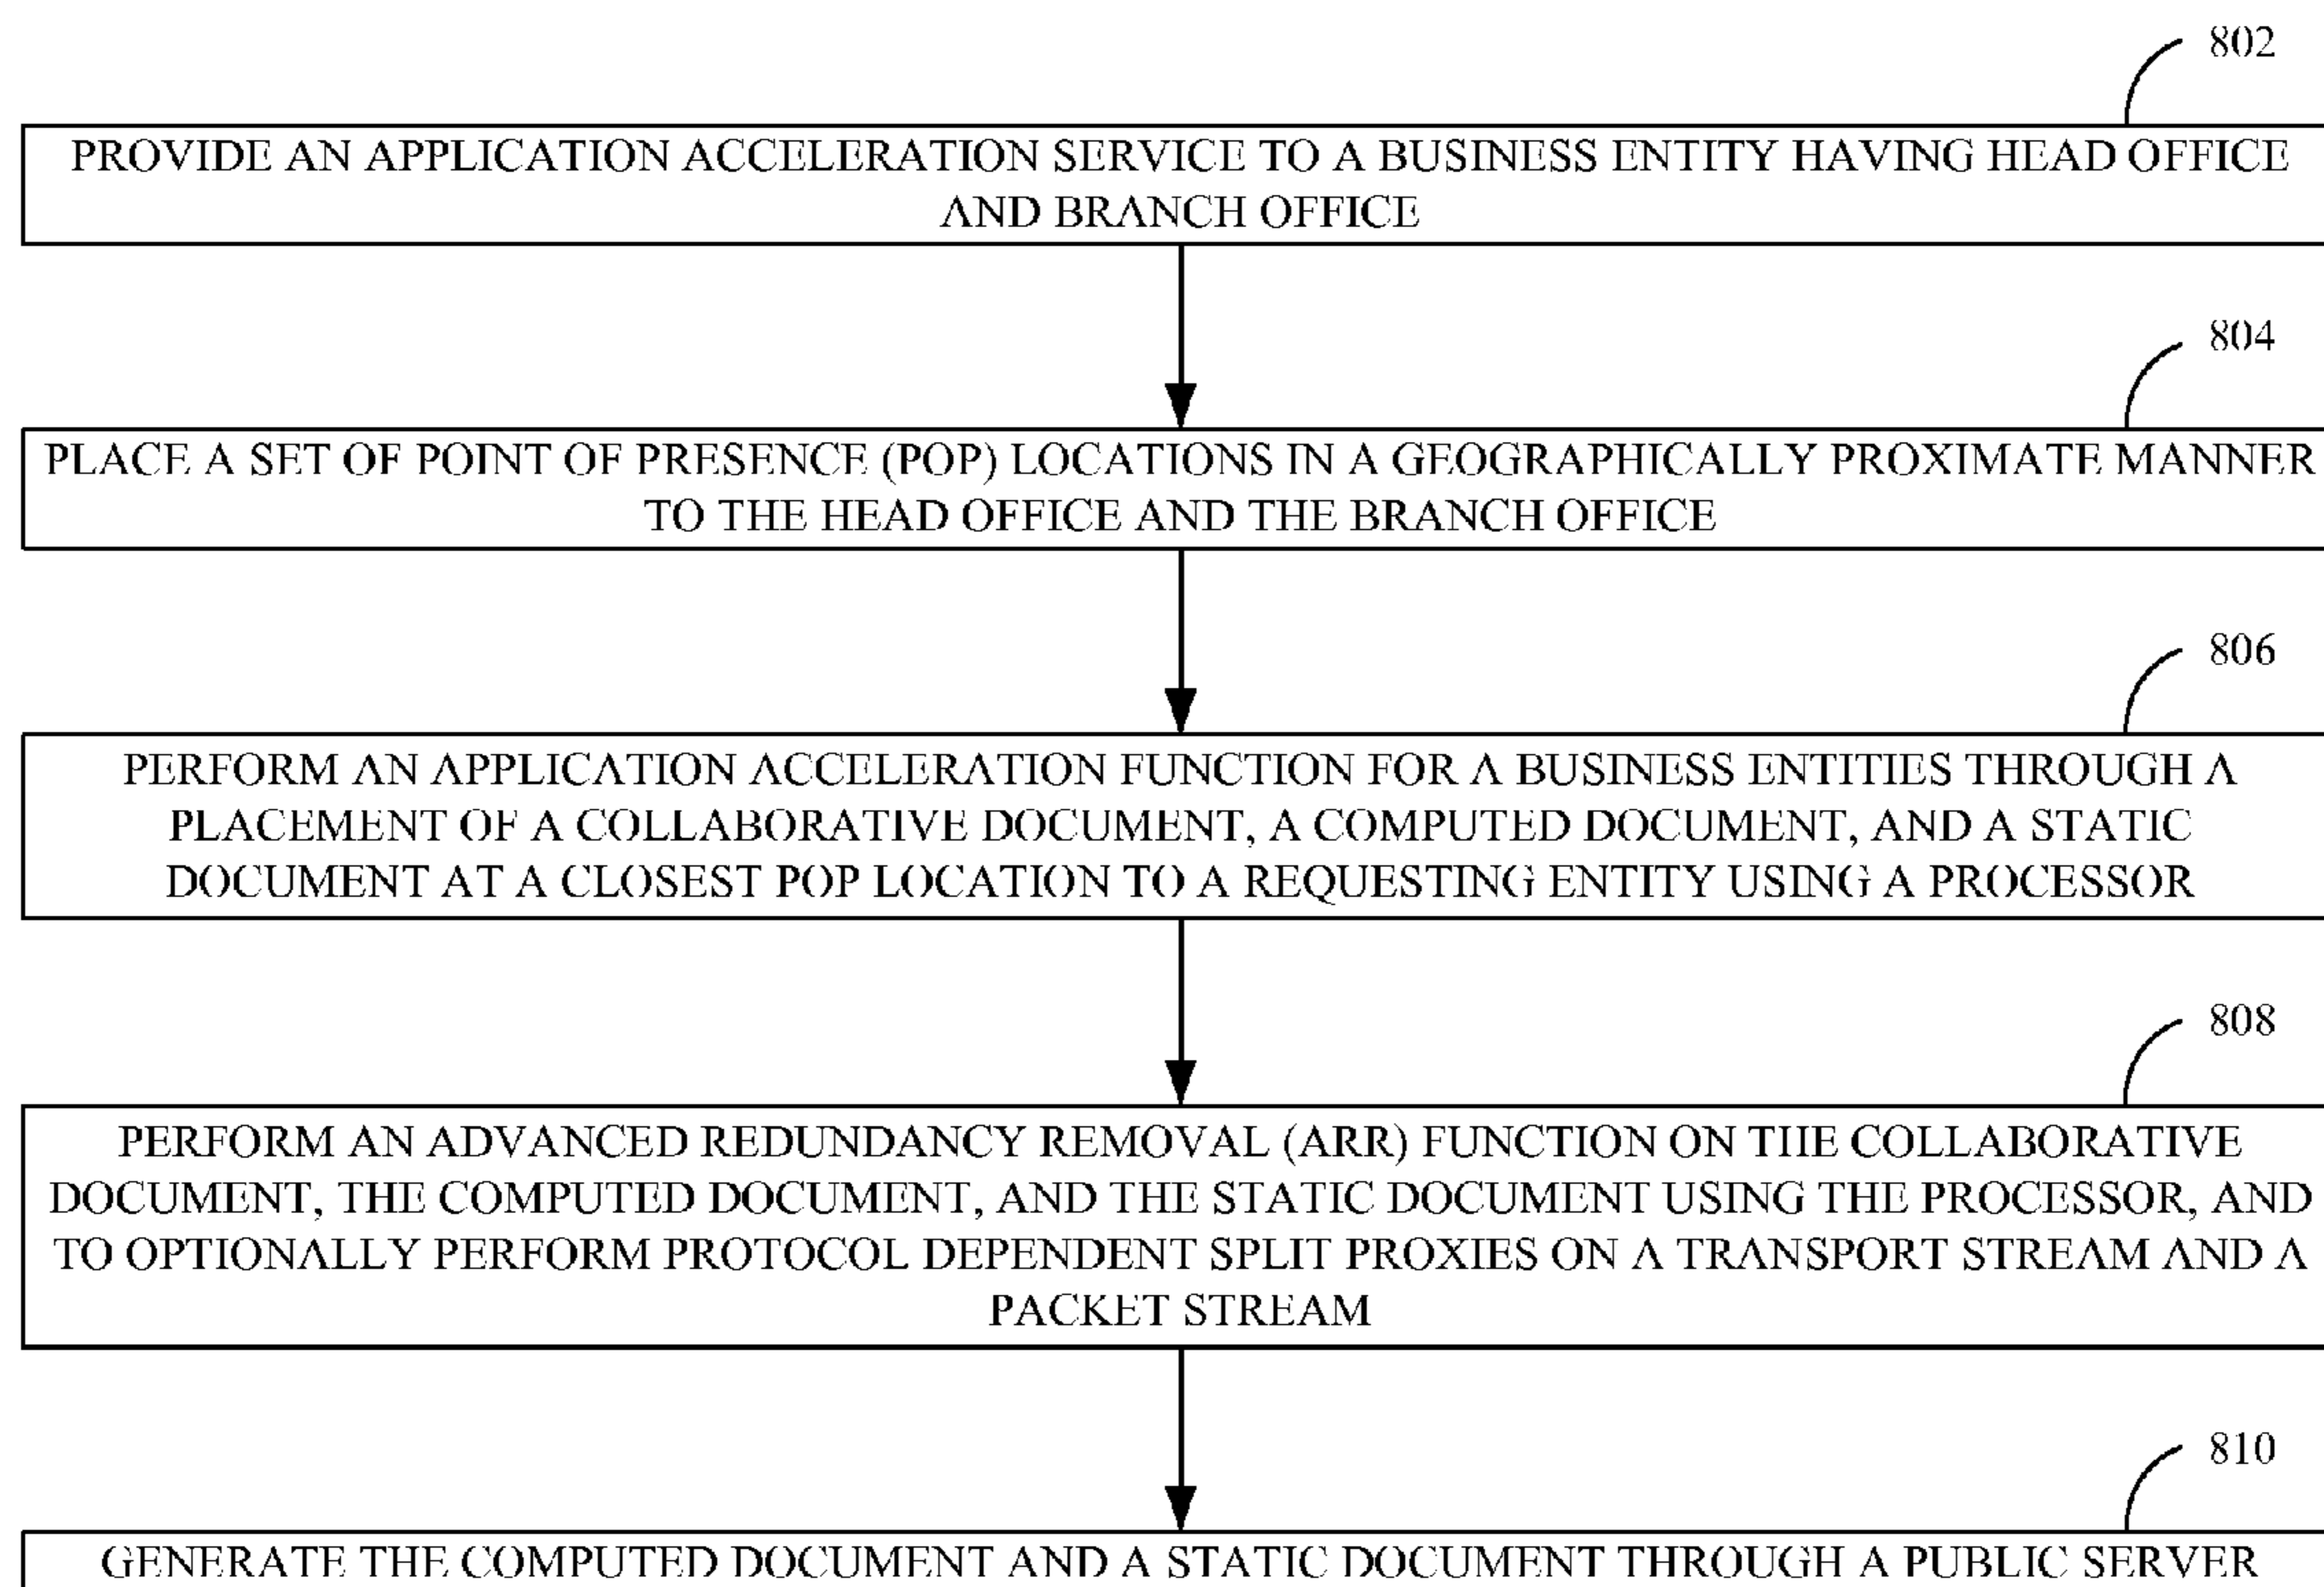 802
PROVIDE AN APPLICATION ACCELERATION SERVICE TO A BUSINESS ENTITY HAVING HEAD OFFICE
AND BRANCH OFFICE
804
PLACE A SET OF POINT OF PRESENCE (POP) LOCATIONS IN A GEOGRAPHICALLY PROXIMATE MANNER
TO THE HEAD OFFICE AND THE BRANCH OFFICE
806
PERFORM AN APPLICATION ACCELERATION FUNCTION FOR A BUSINESS ENTITIES THROUGH A
PLACEMENT OF A COLLABORATIVE DOCUMENT, A COMPUTED DOCUMENT, AND A STATIC
DOCUMENT AT A CLOSEST POP LOCATION TO A REQUESTING ENTITY USING A PROCESSOR
808
PERFORM AN ADVANCED REDUNDANCY REMOVAL (ARR) FUNCTION ON THE COLLABORATIVE
DOCUMENT, THE COMPUTED DOCUMENT, AND THE STATIC DOCUMENT USING THE PROCESSOR, AND
TO OPTIONALLY PERFORM PROTOCOL DEPENDENT SPLIT PROXIES ON A TRANSPORT STREAM AND A
PACKET STREAM
810
GENERATE THE COMPUTED DOCUMENT AND A STATIC DOCUMENT THROUGH A PUBLIC SERVER